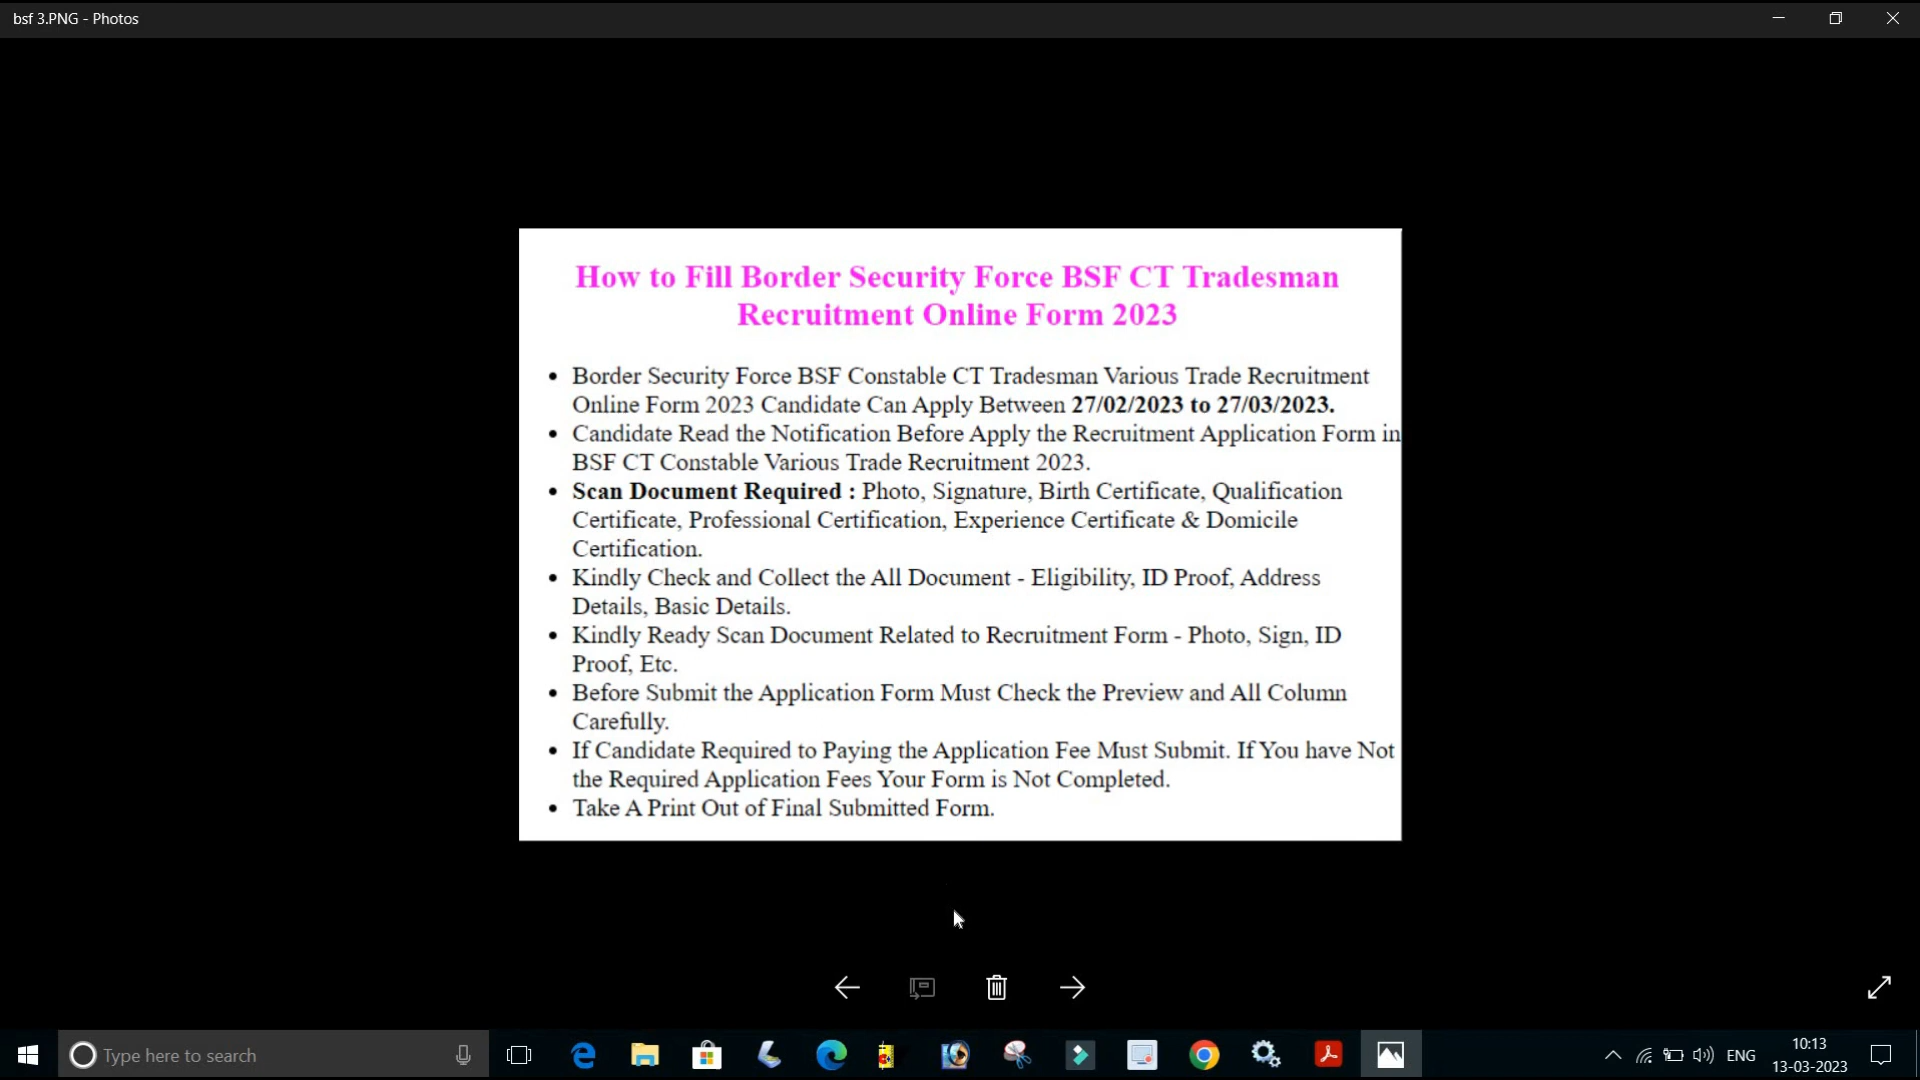 bsf 3.PNG - Photos
How to Fill Border Security Force BSF CT Tradesman
Recruitment Online Form 2023
• Border Security Force BSF Constable CT Tradesman Various Trade Recruitment
Online Form 2023 Candidate Can Apply Between 27/02/2023 to 27/03/2023.
• Candidate Read the Notification Before Apply the Recruitment Application Form in
BSF CT Constable Various Trade Recruitment 2023.
• Scan Document Required : Photo, Signature, Birth Certificate, Qualification
Certificate, Professional Certification, Experience Certificate & Domicile
Certification.
• Kindly Check and Collect the All Document - Eligibility, ID Proof, Address
Details, Basic Details.
• Kindly Ready Scan Document Related to Recruitment Form - Photo, Sign, ID
Proof, Etc.
• Before Submit the Application Form Must Check the Preview and All Column
Carefully.
• If Candidate Required to Paying the Application Fee Must Submit. If You have Not
the Required Application Fees Your Form is Not Completed.
• Take A Print Out of Final Submitted Form.
Type here to search
ENG
10:13
13-03-2023